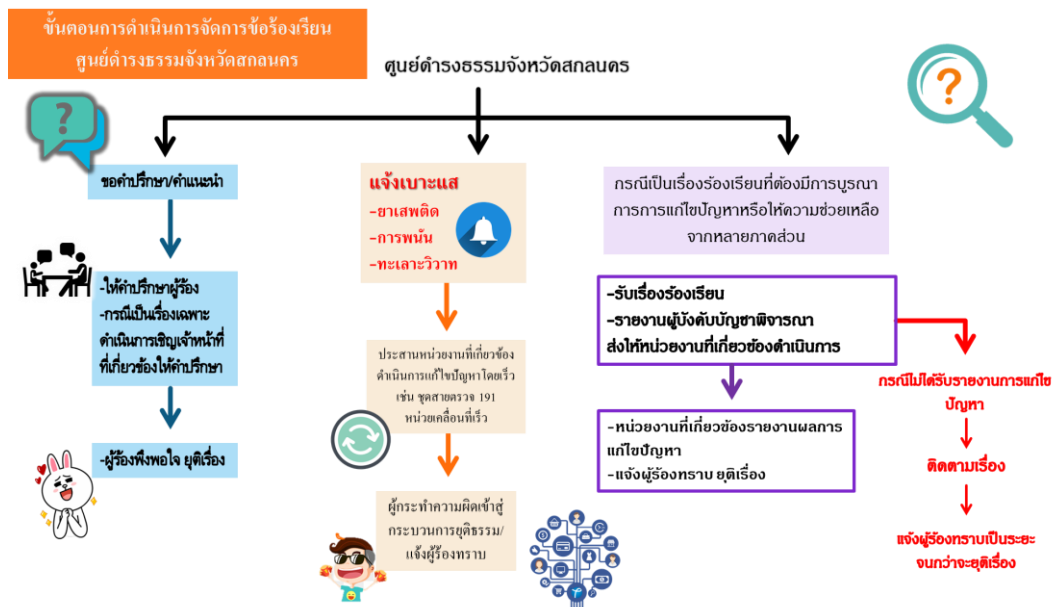 ขั้นตอนการดำเนินการจัดการข้อร้องเรียน
ศูนย์ดำรงธรรมจังหวัดสกลนคร
ศูนย์ดำรงธรรมจังหวัดสกลนคร
?
?
ขอคำปรึกษา/คำแนะนำ
-ให้คำปรึกษาผู้ร้อง
-กรณีเป็นเรื่องเฉพาะ
ดำเนินการเชิญเจ้าหน้าที่
ที่เกี่ยวข้องให้คำปรึกษา
-ผู้ร้องพึงพอใจ ยุติเรื่อง
แจ้งเบาะแส
-ยาเสพติด
-การพนัน
-ทะเลาะวิวาท
ประสานหน่วยงานที่เกี่ยวข้อง
ดำเนินการแก้ไขปัญหาโดยเร็ว
เช่น ชุดสายตรวจ 191
หน่วยเคลื่อนที่เร็ว
ผู้กระทำความผิดเข้าสู่
กระบวนการยุติธรรม/
แจ้งผู้ร้องทราบ
กรณีเป็นเรื่องร้องเรียนที่ต้องมีการบูรณา
การการแก้ไขปัญหาหรือให้ความช่วยเหลือ
จากหลายภาคส่วน
-รับเรื่องร้องเรียน
-รายงานผู้บังคับบัญชาพิจารณา
ส่งให้หน่วยงานที่เกี่ยวข้องดำเนินการ
-หน่วยงานที่เกี่ยวข้องรายงานผลการ
แก้ไขปัญหา
-แจ้งผู้ร้องทราบ ยุติเรื่อง
กรณีไม่ได้รับรายงานการแก้ไข
ปัญหา
ติดตามเรื่อง
แจ้งผู้ร้องทราบเป็นระยะ
จนกว่าจะยุติเรื่อง